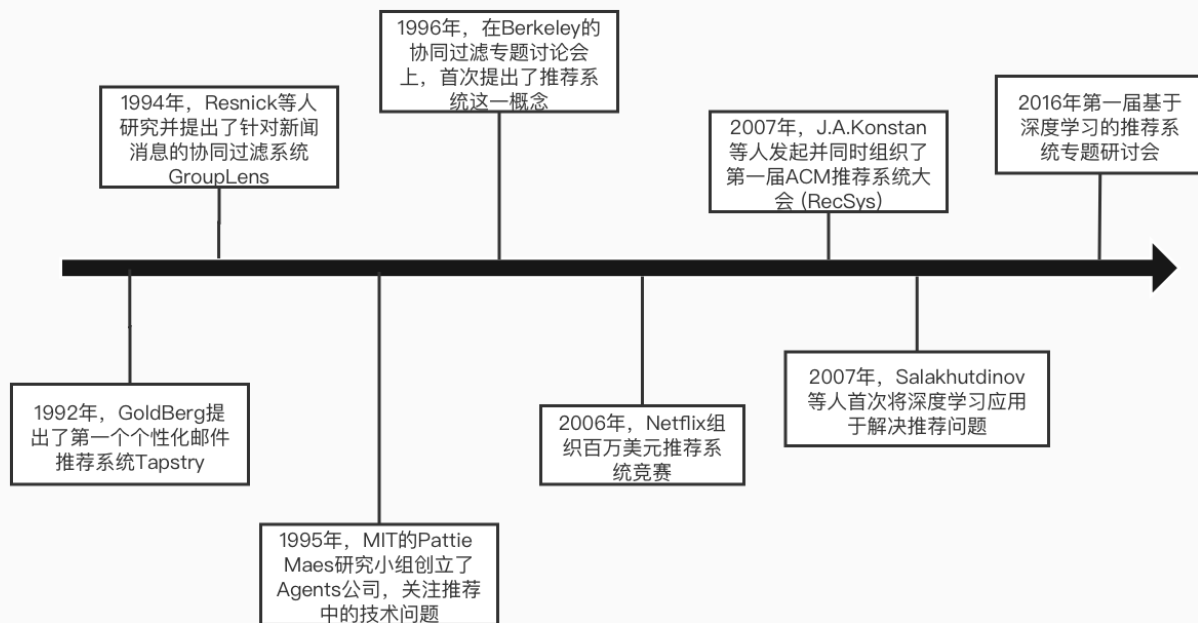 1996年，在Berkeley的
协同过滤专题讨论会
上，首次提出了推荐系
统这一概念
1994年，Resnick等人
研究并提出了针对新闻
消息的协同过滤系统
GroupLens
2007年，J.A.Konstan
等人发起并同时组织了
第一届ACM推荐系统大
会 (RecSys)
2016年第一届基于
深度学习的推荐系
统专题研讨会
1992年，GoldBerg提
出了第一个个性化邮件
推荐系统Tapstry
1995年，MIT的Pattie
Maes研究小组创立了
Agents公司，关注推荐
中的技术问题
2006年，Netflix组
织百万美元推荐系
统竞赛
2007年，Salakhutdinov
等人首次将深度学习应用
于解决推荐问题